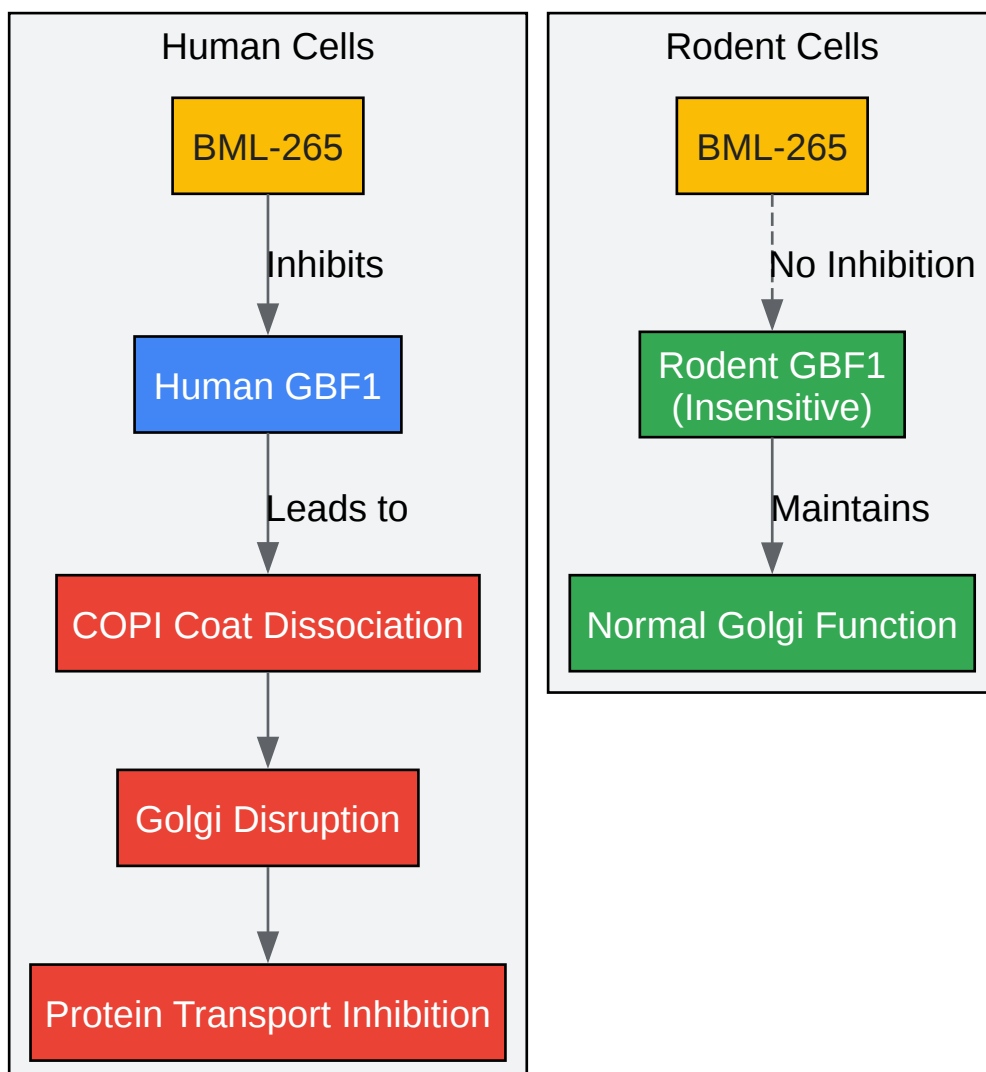 Human Cells
BML-265
Inhibits
Human GBF1
Leads to
COPI Coat Dissociation
Golgi Disruption
Protein Transport Inhibition
Rodent Cells
BML-265
No Inhibition
Rodent GBF1
(Insensitive)
Maintains
Normal Golgi Function